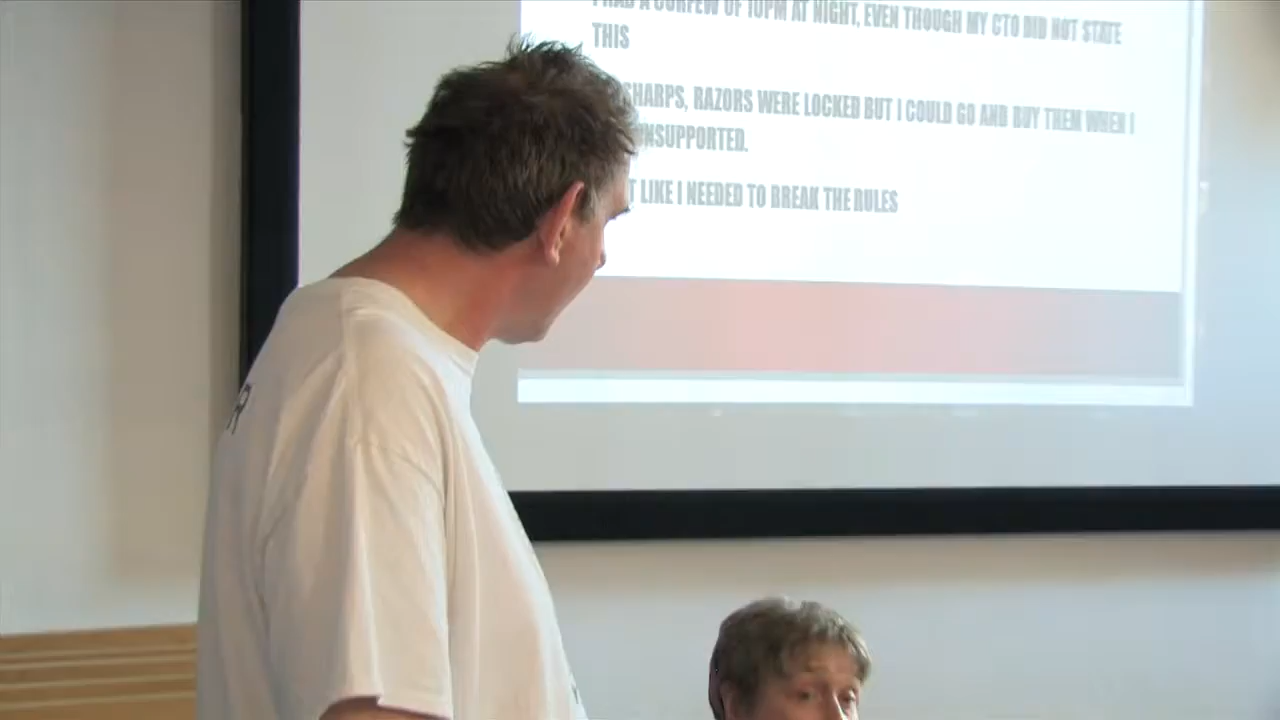 I HAD A CURFEW OF 10PM AT NIGHT, EVEN THOUGH MY CTO DID NOT STATE
THIS
SHARPS, RAZORS WERE LOCKED BUT I COULD GO AND BUY THEM WHEN I
UNSUPPORTED.
LIKE I NEEDED TO BREAK THE RULES